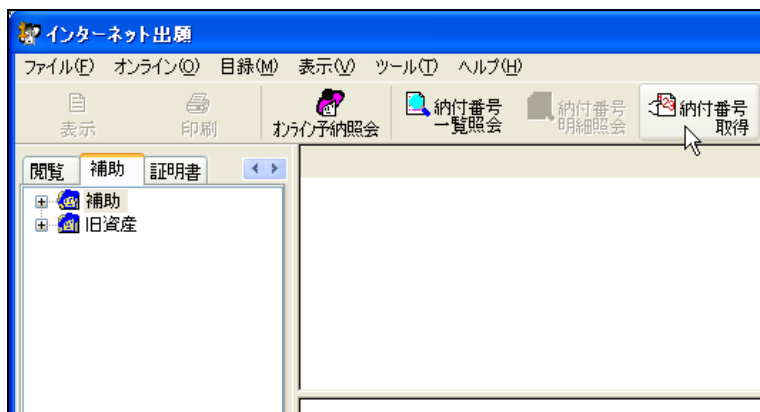 インターネット出願
ファイル(F) オンライン(O) 目録(M) 表示(V) ツール(T) ヘルプ(H)
表示
印刷
オンライン予納照会
納付番号
一覧照会
納付番号
明細照会
納付番号
取得
閲覧 補助 証明書
補助
旧資産